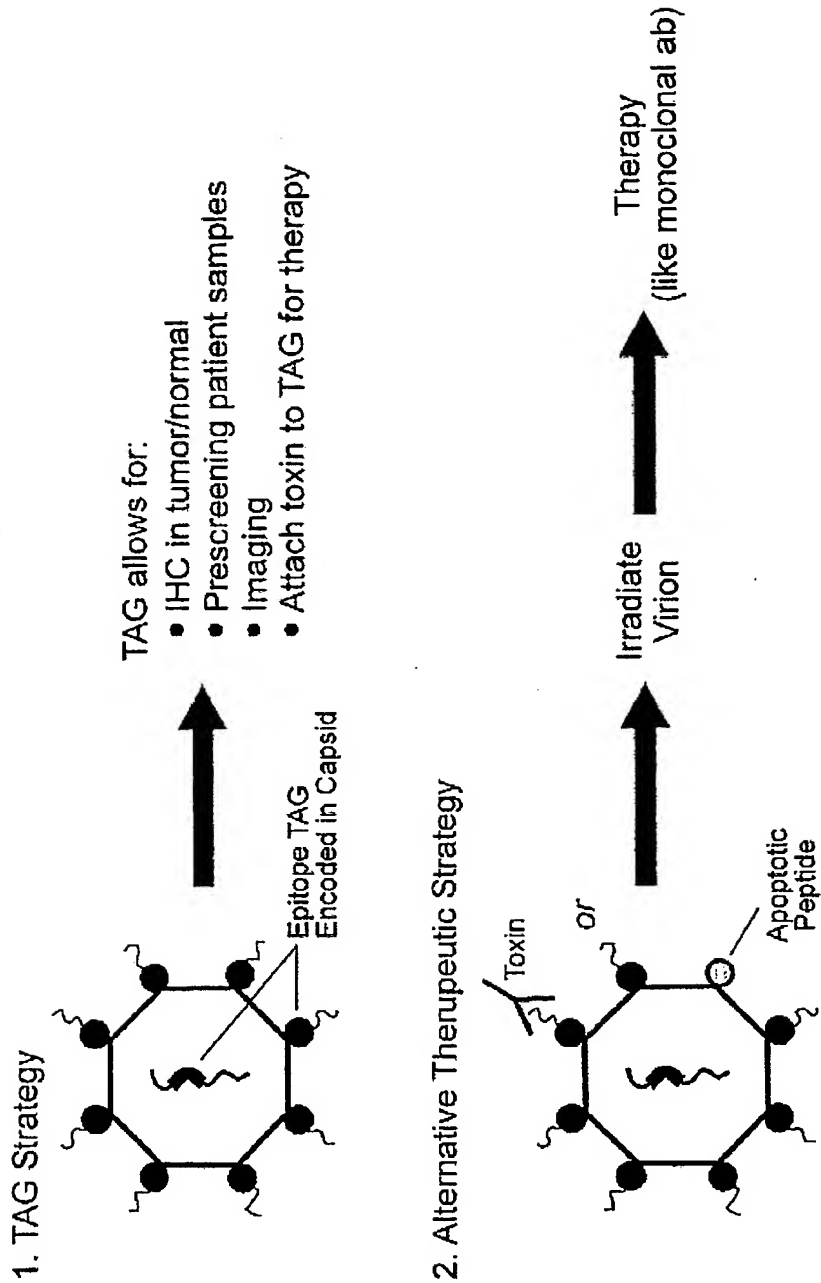 1. TAG Strategy
Epitope TAG
Encoded in Capsid
TAG allows for:
• IHC in tumor/normal
• Prescreening patient samples
• Imaging
• Attach toxin to TAG for therapy
2. Alternative Therupeutic Strategy
Toxin
or
Apoptotic
Peptide
Irradiate
Virion
Therapy
(like monoclonal ab)